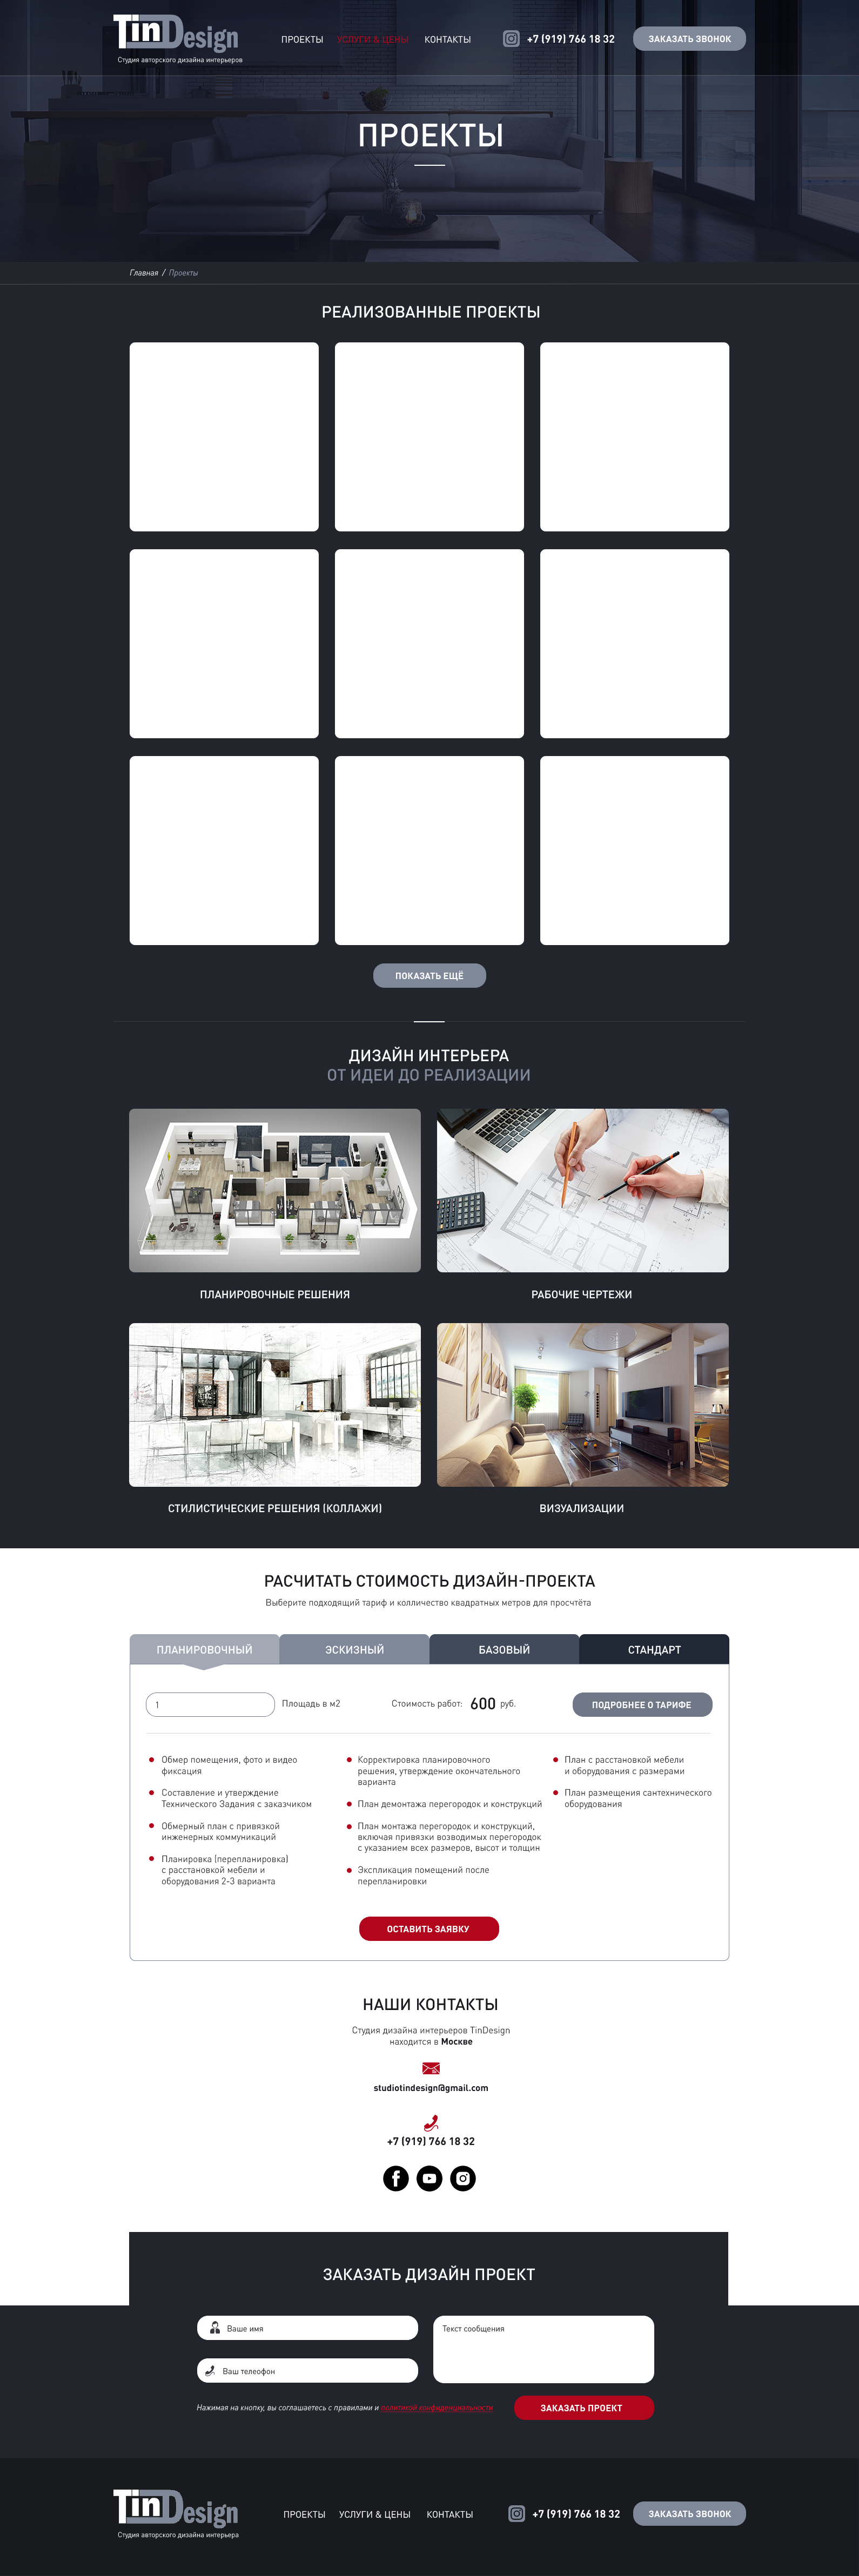 TinDesign
Студия авторского дизайна интерьеров
ПРОЕКТЫ УСЛУГИ & ЦЕНЫ КОНТАКТЫ
+7 (919) 766 18 32
ЗАКАЗАТЬ ЗВОНОК
ПРОЕКТЫ
Главная / Проекты
РЕАЛИЗОВАННЫЕ ПРОЕКТЫ
ПОКАЗАТЬ ЕЩЁ
ДИЗАЙН ИНТЕРЬЕРА
ОТ ИДЕИ ДО РЕАЛИЗАЦИИ
ПЛАНИРОВОЧНЫЕ РЕШЕНИЯ
РАБОЧИЕ ЧЕРТЕЖИ
СТИЛИСТИЧЕСКИЕ РЕШЕНИЯ (КОЛЛАЖИ)
ВИЗУАЛИЗАЦИИ
РАСЧИТАТЬ СТОИМОСТЬ ДИЗАЙН-ПРОЕКТА
Выберите подходящий тариф и колличество квадратных метров для просчёта
ПЛАНИРОВОЧНЫЙ ЭСКИЗНЫЙ БАЗОВЫЙ СТАНДАРТ
1 Площадь в м2 Стоимость работ: 600 руб. ПОДРОБНЕЕ О ТАРИФЕ
Обмер помещения, фото и видео
фиксация
Составление и утверждение
Технического Задания с заказчиком
Обмерный план с привязкой
инженерных коммуникаций
Планировка (перепланировка)
с расстановкой мебели и
оборудования 2-3 варианта
Корректировка планировочного
решения, утверждение окончательного
варианта
План демонтажа перегородок и конструкций
План монтажа перегородок и конструкций,
включая привязки возводимых перегородок
с указанием всех размеров, высот и толщин
Экспликация помещений после
перепланировки
План с расстановкой мебели
и оборудования с размерами
План размещения сантехнического
оборудования
ОСТАВИТЬ ЗАЯВКУ
НАШИ КОНТАКТЫ
Студия дизайна интерьеров TinDesign
находится в Москве
studiotindesign@gmail.com
+7 (919) 766 18 32
ЗАКАЗАТЬ ДИЗАЙН ПРОЕКТ
Ваше имя
Ваш телеофон
Текст сообщения
Нажимая на кнопку, вы соглашаетесь с правилами и политикой конфиденциальности
ЗАКАЗАТЬ ПРОЕКТ
TinDesign
Студия авторского дизайна интерьера
ПРОЕКТЫ УСЛУГИ & ЦЕНЫ КОНТАКТЫ
+7 (919) 766 18 32
ЗАКАЗАТЬ ЗВОНОК